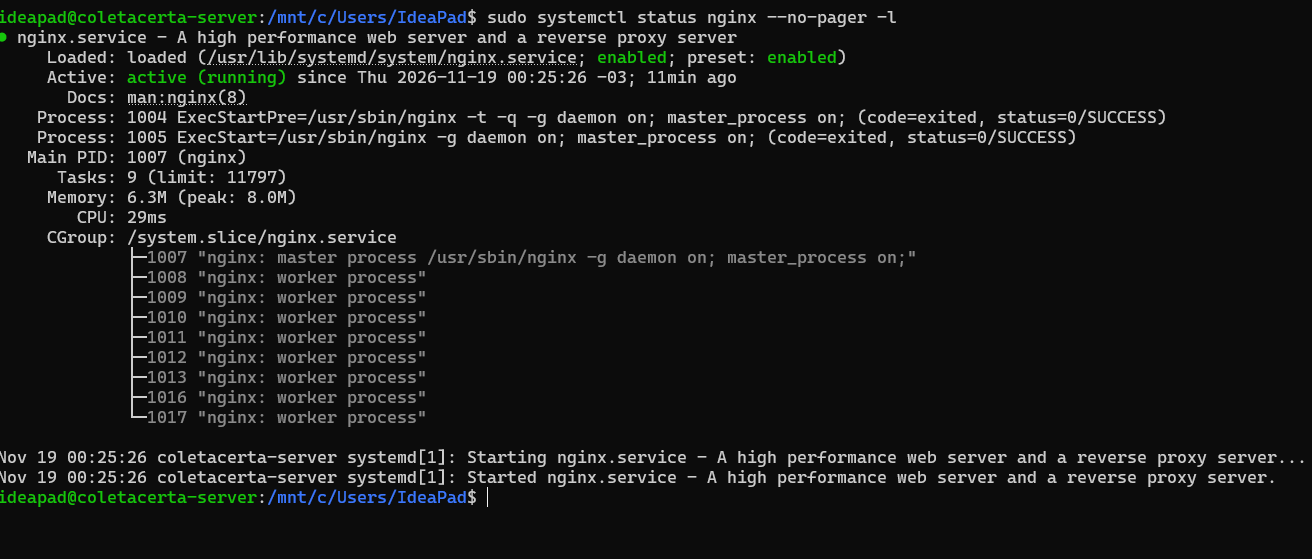 ideapad@coletacerta-server:/mnt/c/Users/IdeaPad$ sudo systemctl status nginx --no-pager -l
● nginx.service - A high performance web server and a reverse proxy server
     Loaded: loaded (/usr/lib/systemd/system/nginx.service; enabled; preset: enabled)
     Active: active (running) since Thu 2026-11-19 00:25:26 -03; 11min ago
       Docs: man:nginx(8)
    Process: 1004 ExecStartPre=/usr/sbin/nginx -t -q -g daemon on; master_process on; (code=exited, status=0/SUCCESS)
    Process: 1005 ExecStart=/usr/sbin/nginx -g daemon on; master_process on; (code=exited, status=0/SUCCESS)
   Main PID: 1007 (nginx)
      Tasks: 9 (limit: 11797)
     Memory: 6.3M (peak: 8.0M)
        CPU: 29ms
     CGroup: /system.slice/nginx.service
             ├─1007 "nginx: master process /usr/sbin/nginx -g daemon on; master_process on;"
             ├─1008 "nginx: worker process"
             ├─1009 "nginx: worker process"
             ├─1010 "nginx: worker process"
             ├─1011 "nginx: worker process"
             ├─1012 "nginx: worker process"
             ├─1013 "nginx: worker process"
             ├─1016 "nginx: worker process"
             └─1017 "nginx: worker process"

Nov 19 00:25:26 coletacerta-server systemd[1]: Starting nginx.service - A high performance web server and a reverse proxy server...
Nov 19 00:25:26 coletacerta-server systemd[1]: Started nginx.service - A high performance web server and a reverse proxy server.
ideapad@coletacerta-server:/mnt/c/Users/IdeaPad$